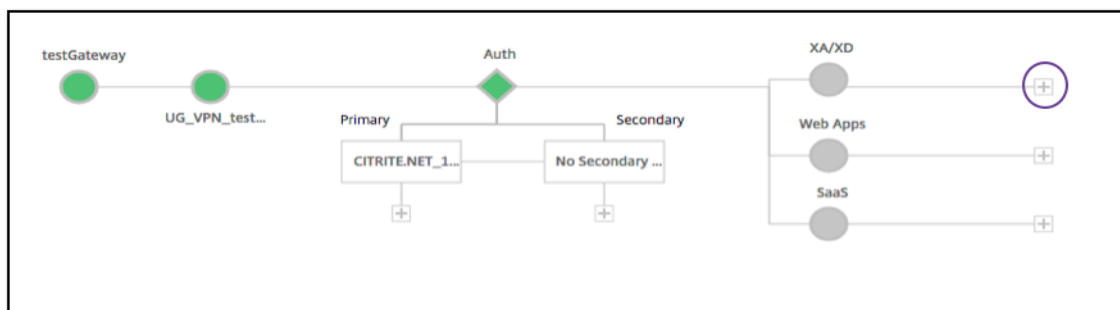 testGateway
UG_VPN_test...
Auth
Primary
Secondary
CITRITE.NET_1...
No Secondary ...
XA/XD
Web Apps
SaaS